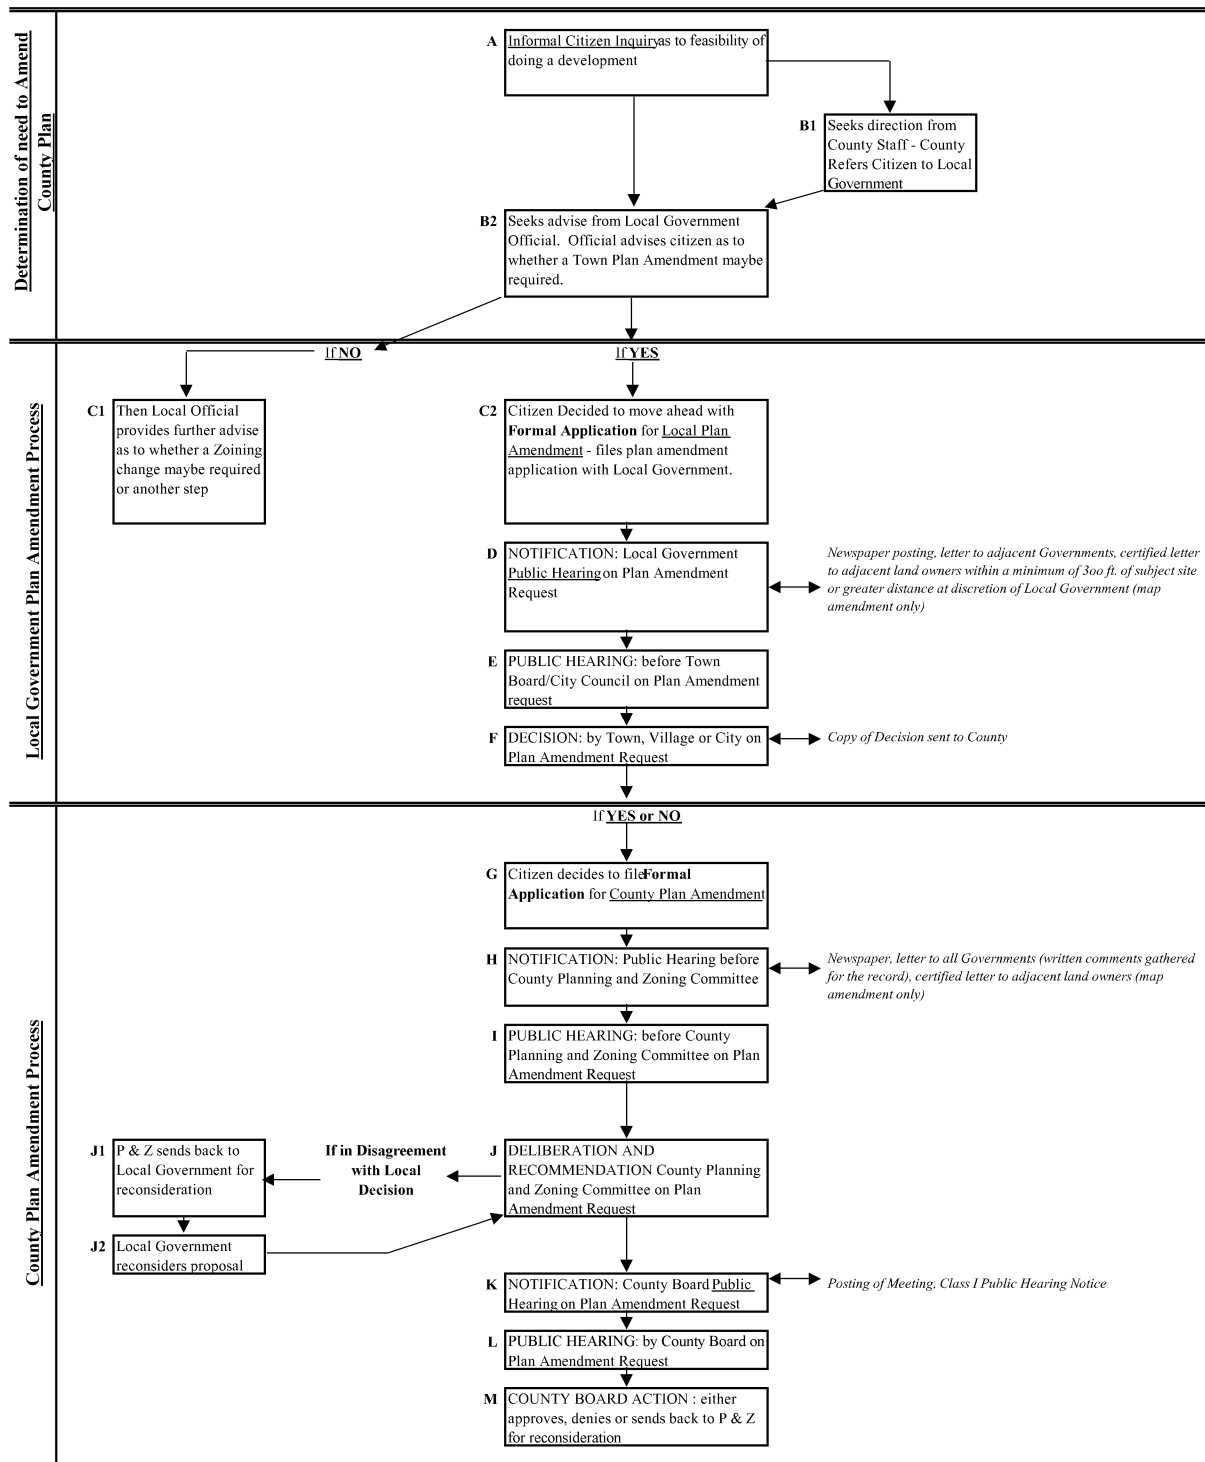 Determination of need to Amend
County Plan
A
Informal Citizen Inquiry as to feasibility of
doing a development
B1
Seeks direction from
County Staff - County
Refers Citizen to Local
Government
B2
Seeks advise from Local Government
Official. Official advises citizen as to
whether a Town Plan Amendment maybe
required.
Local Government Plan Amendment Process
If NO
If YES
C1
Then Local Official
provides further advise
as to whether a Zoining
change maybe required
or another step
C2
Citizen Decided to move ahead with
Formal Application for Local Plan
Amendment - files plan amendment
application with Local Government.
D
NOTIFICATION: Local Government
Public Hearing on Plan Amendment
Request
Newspaper posting, letter to adjacent Governments, certified letter
to adjacent land owners within a minimum of 3oo ft. of subject site
or greater distance at discretion of Local Government (map
amendment only)
E
PUBLIC HEARING: before Town
Board/City Council on Plan Amendment
request
F
DECISION: by Town, Village or City on
Plan Amendment Request
Copy of Decision sent to County
County Plan Amendment Process
If YES or NO
G
Citizen decides to file Formal
Application for County Plan Amendment
H
NOTIFICATION: Public Hearing before
County Planning and Zoning Committee
Newspaper, letter to all Governments (written comments gathered
for the record), certified letter to adjacent land owners (map
amendment only)
I
PUBLIC HEARING: before County
Planning and Zoning Committee on Plan
Amendment Request
J1
P & Z sends back to
Local Government for
reconsideration
If in Disagreement
with Local
Decision
J
DELIBERATION AND
RECOMMENDATION County Planning
and Zoning Committee on Plan
Amendment Request
J2
Local Government
reconsiders proposal
K
NOTIFICATION: County Board Public
Hearing on Plan Amendment Request
Posting of Meeting, Class I Public Hearing Notice
L
PUBLIC HEARING: by County Board on
Plan Amendment Request
M
COUNTY BOARD ACTION : either
approves, denies or sends back to P & Z
for reconsideration